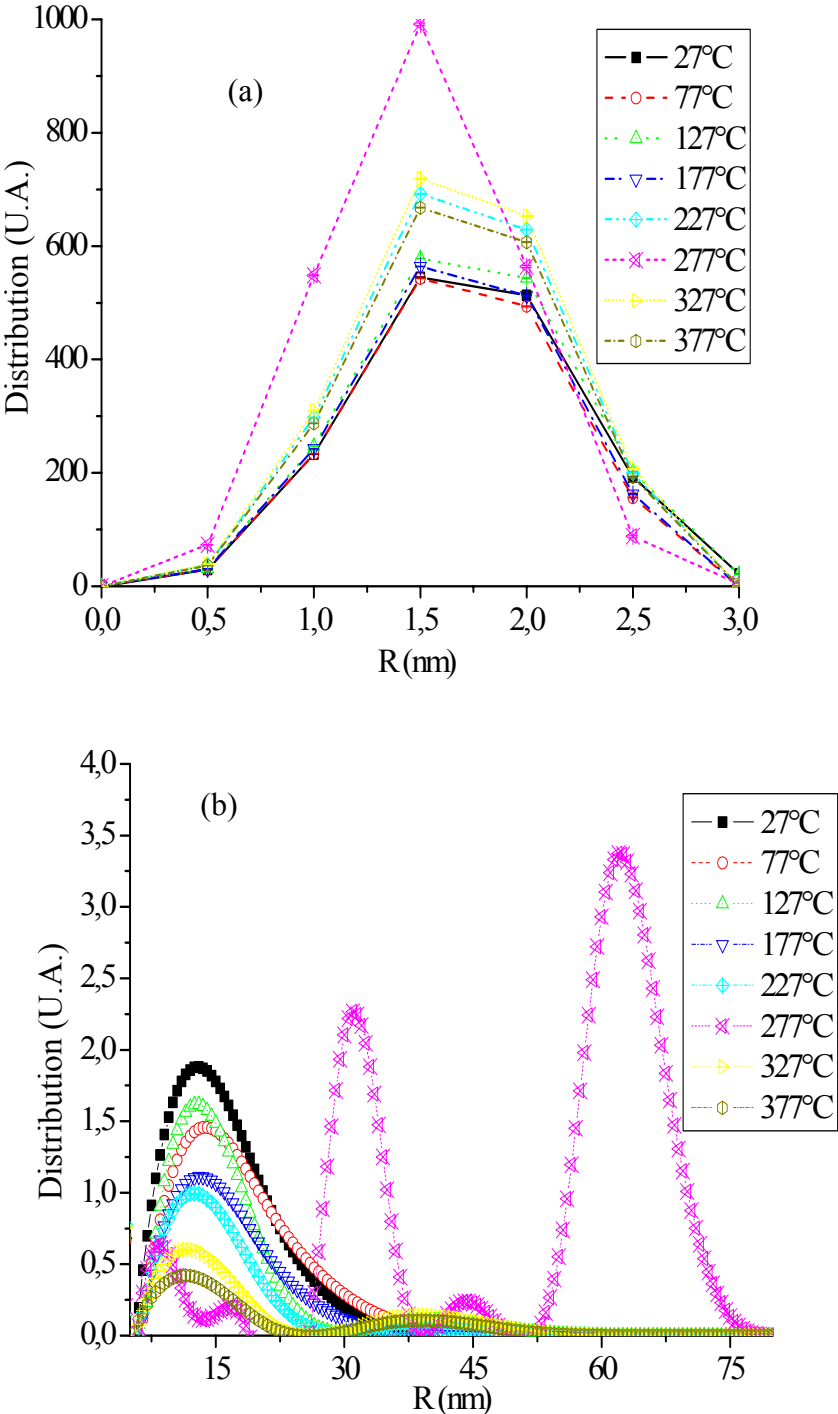 (a)
Distribution (U.A.)
1000
800
600
400
200
0
0,0 0,5 1,0 1,5 2,0 2,5 3,0
R (nm)
27°C
77°C
127°C
177°C
227°C
277°C
327°C
377°C
(b)
Distribution (U.A.)
4,0
3,5
3,0
2,5
2,0
1,5
1,0
0,5
0,0
15 30 45 60 75
R (nm)
27°C
77°C
127°C
177°C
227°C
277°C
327°C
377°C